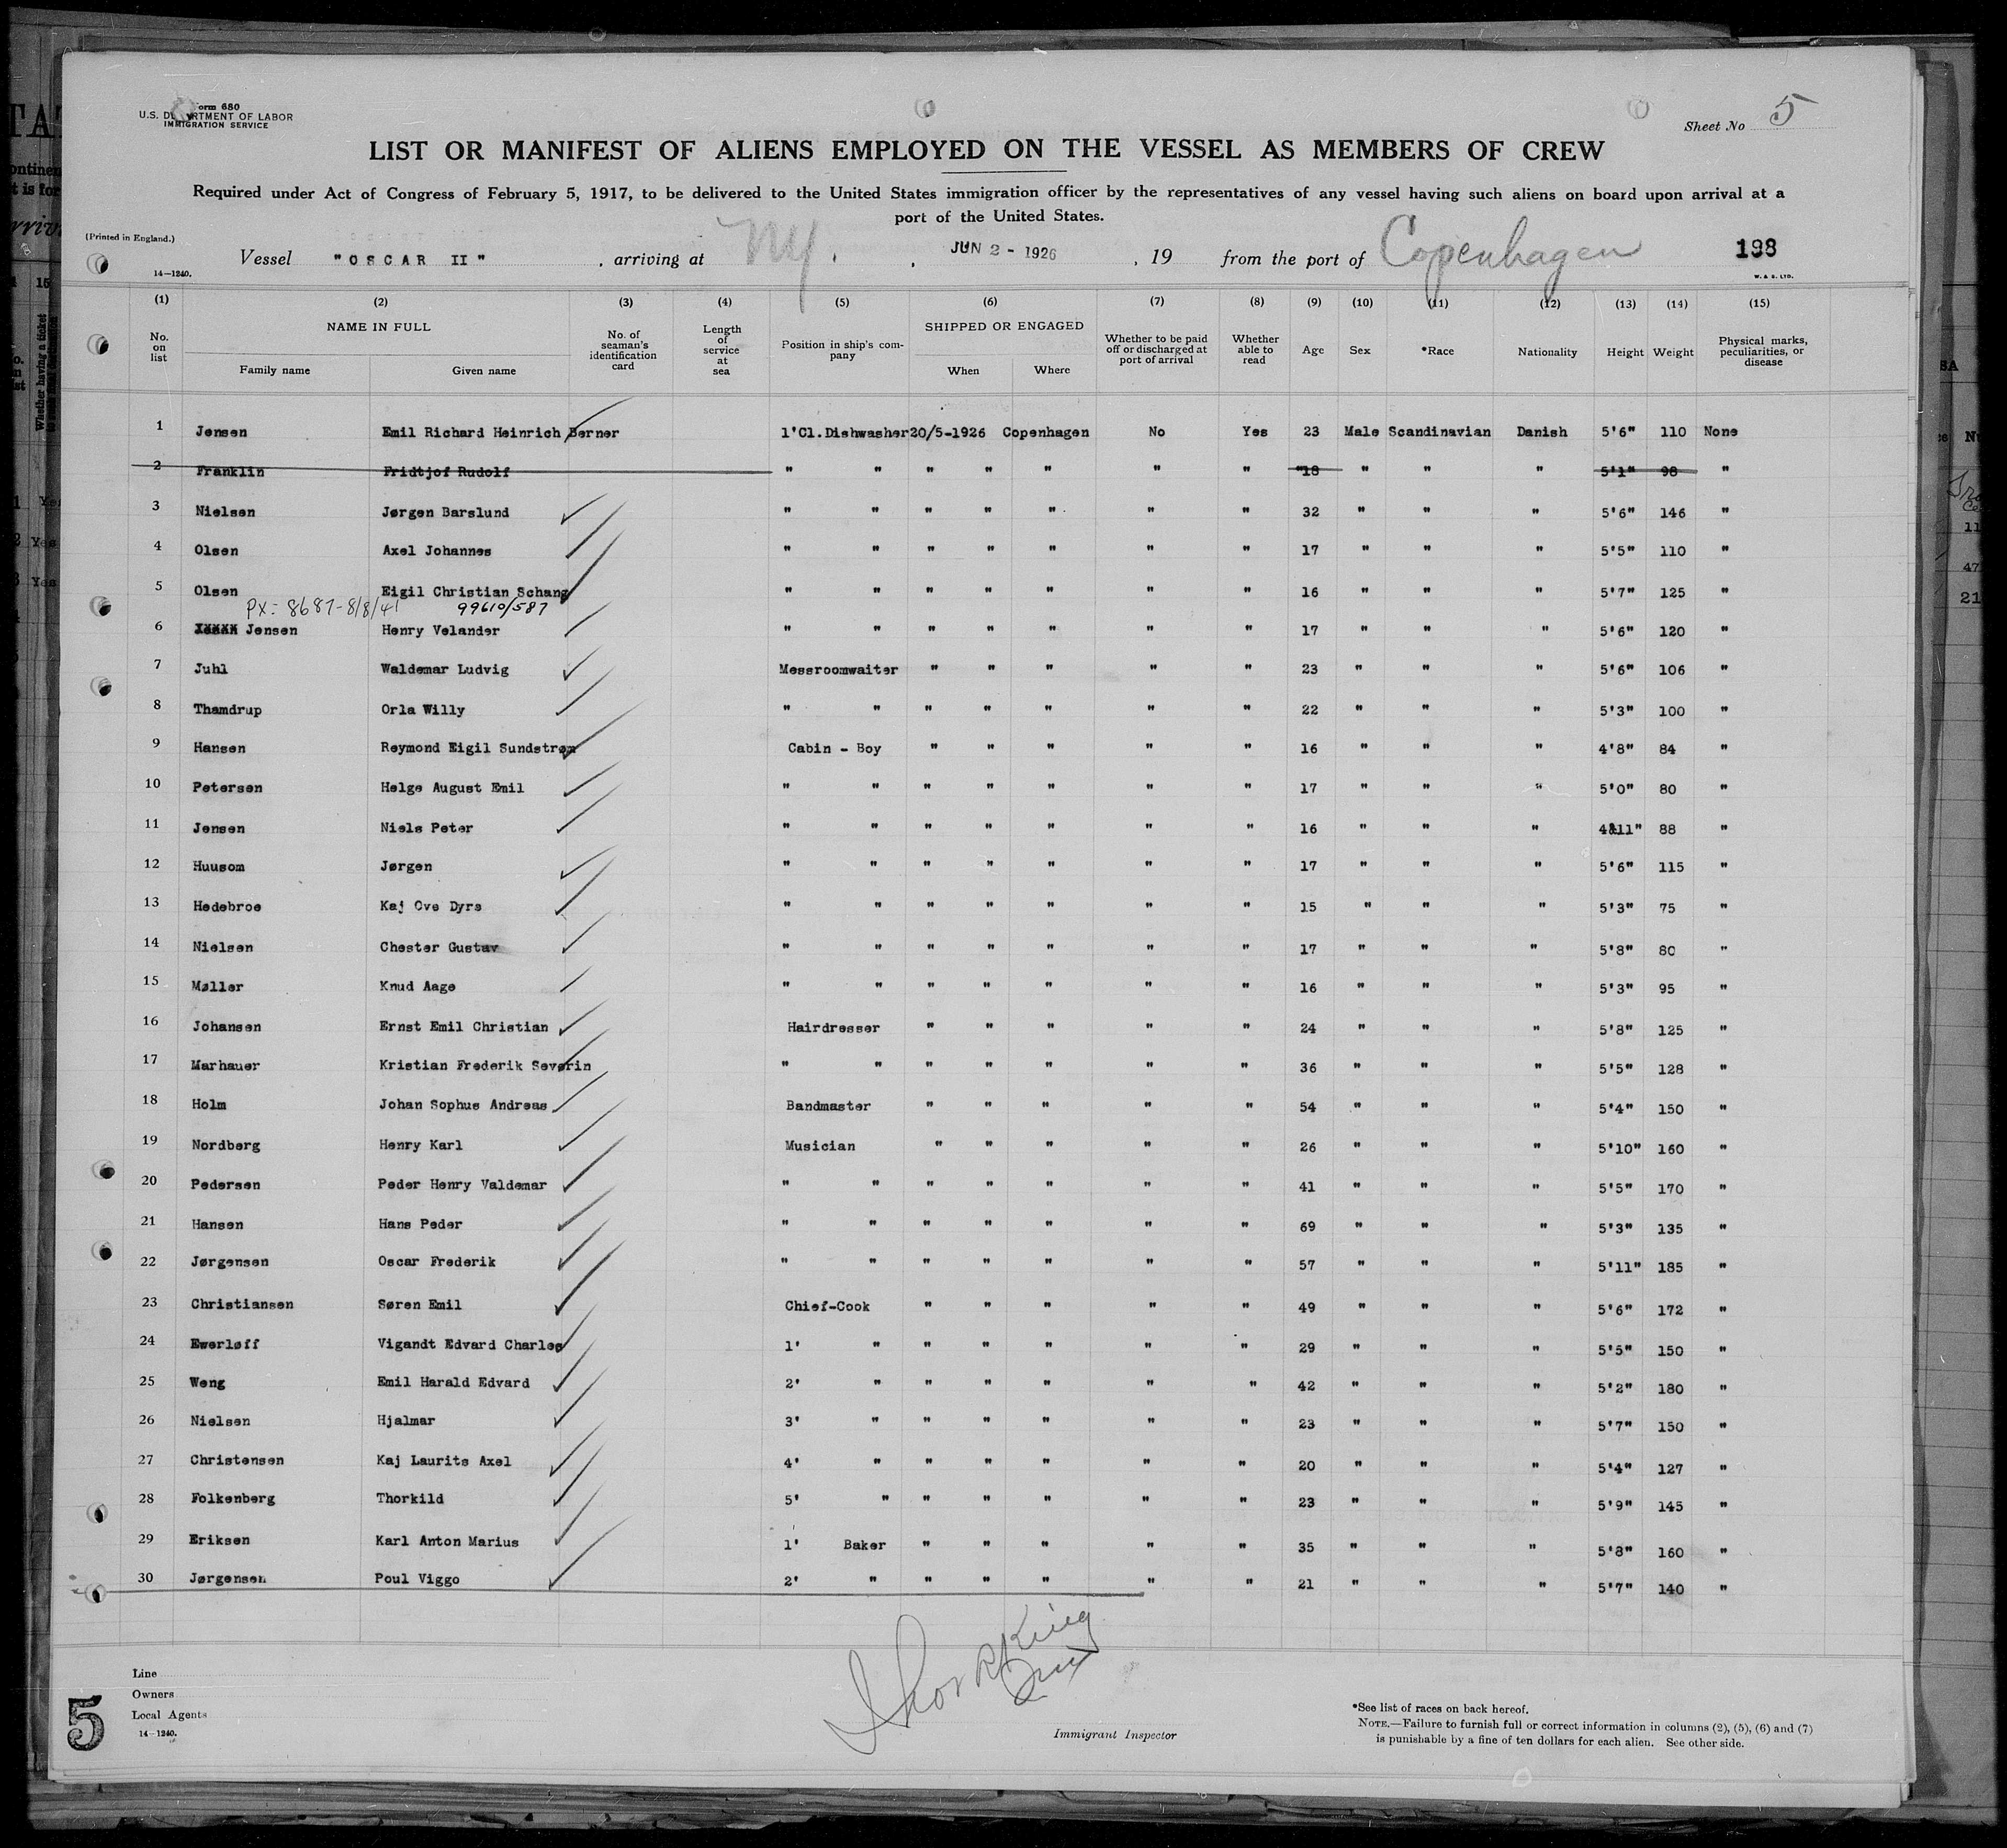 Form 680
U.S. DEPARTMENT OF LABOR
IMMIGRATION SERVICE
Sheet No 5
LIST OR MANIFEST OF ALIENS EMPLOYED ON THE VESSEL AS MEMBERS OF CREW
Required under Act of Congress of February 5, 1917, to be delivered to the United States immigration officer by the representatives of any vessel having such aliens on board upon arrival at a
port of the United States.
(Printed in England.)
Vessel "OSCAR II", arriving at NY, JUN 2 - 1926, 19 from the port of Copenhagen 198
14-1240. W. & S. LTD.
(1) (2) (3) (4) (5) (6) (7) (8) (9) (10) (11) (12) (13) (14) (15)
No. on list NAME IN FULL Family name Given name No. of seaman's identification card Length of service at sea Position in ship's company SHIPPED OR ENGAGED When Where Whether to be paid off or discharged at port of arrival Whether able to read Age Sex *Race Nationality Height Weight Physical marks, peculiarities, or disease
1 Jensen Emil Richard Heinrich Berner 1'Cl.Dishwasher 20/5-1926 Copenhagen No Yes 23 Male Scandinavian Danish 5'6" 110 None
2 Franklin Fridtjof Rudolf " " " " " " " "18 " " " 5'1" 98 "
3 Nielsen Jørgen Barslund " " " " " " " 32 " " " 5'6" 146 "
4 Olsen Axel Johannes " " " " " " " 17 " " " 5'5" 110 "
5 Olsen Eigil Christian Schang " " " " " " " 16 " " " 5'7" 125 "
PX: 8687-8/8/41 99610/587
6 XXXXX Jensen Henry Velander " " " " " " " 17 " " " 5'6" 120 "
7 Juhl Waldemar Ludvig Messroomwaiter " " " " " 23 " " " 5'6" 106 "
8 Thamdrup Orla Willy " " " " " " " 22 " " " 5'3" 100 "
9 Hansen Reymond Eigil Sundstrøm Cabin - Boy " " " " " 16 " " " 4'8" 84 "
10 Petersen Helge August Emil " " " " " " " 17 " " " 5'0" 80 "
11 Jensen Niels Peter " " " " " " " 16 " " " 4'11" 88 "
12 Huusom Jørgen " " " " " " " 17 " " " 5'6" 115 "
13 Hedebroe Kaj Ove Dyrs " " " " " " " 15 " " " 5'3" 75 "
14 Nielsen Chester Gustav " " " " " " " 17 " " " 5'8" 80 "
15 Møller Knud Aage " " " " " " " 16 " " " 5'3" 95 "
16 Johansen Ernst Emil Christian Hairdresser " " " " " 24 " " " 5'8" 125 "
17 Marhauer Kristian Frederik Severin " " " " " " " 36 " " " 5'5" 128 "
18 Holm Johan Sophus Andreas Bandmaster " " " " " 54 " " " 5'4" 150 "
19 Nordberg Henry Karl Musician " " " " " 26 " " " 5'10" 160 "
20 Pedersen Peder Henry Valdemar " " " " " " " 41 " " " 5'5" 170 "
21 Hansen Hans Peder " " " " " " " 69 " " " 5'3" 135 "
22 Jørgensen Oscar Frederik " " " " " " " 57 " " " 5'11" 185 "
23 Christiansen Søren Emil Chief-Cook " " " " " 49 " " " 5'6" 172 "
24 Ewerløff Vigandt Edvard Charles 1' " " " " " " 29 " " " 5'5" 150 "
25 Weng Emil Harald Edvard 2' " " " " " " 42 " " " 5'2" 180 "
26 Nielsen Hjalmar 3' " " " " " " 23 " " " 5'7" 150 "
27 Christensen Kaj Laurits Axel 4' " " " " " " 20 " " " 5'4" 127 "
28 Folkenberg Thorkild 5' " " " " " " 23 " " " 5'9" 145 "
29 Eriksen Karl Anton Marius 1' Baker " " " " " 35 " " " 5'8" 160 "
30 Jørgensen Poul Viggo 2' " " " " " " 21 " " " 5'7" 140 "
Line
Owners
Local Agents
14-1240.
5
Immigrant Inspector
*See list of races on back hereof.
NOTE.—Failure to furnish full or correct information in columns (2), (5), (6) and (7)
is punishable by a fine of ten dollars for each alien. See other side.